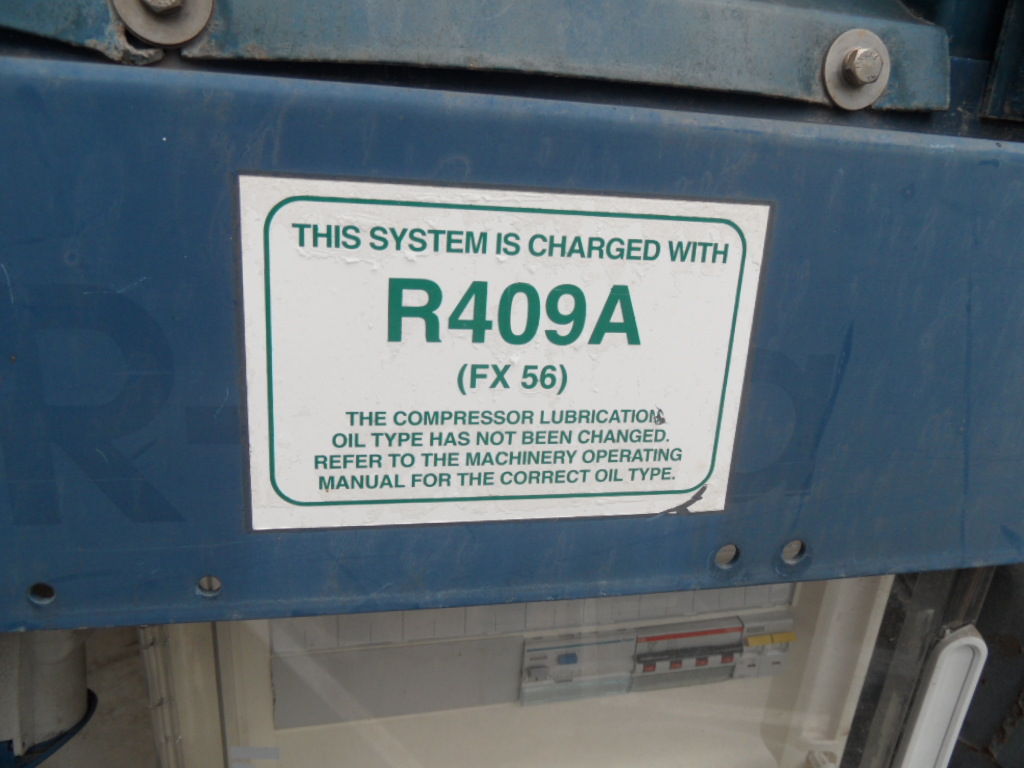 THIS SYSTEM IS CHARGED WITH
R409A
(FX 56)
THE COMPRESSOR LUBRICATION
OIL TYPE HAS NOT BEEN CHANGED.
REFER TO THE MACHINERY OPERATING
MANUAL FOR THE CORRECT OIL TYPE.